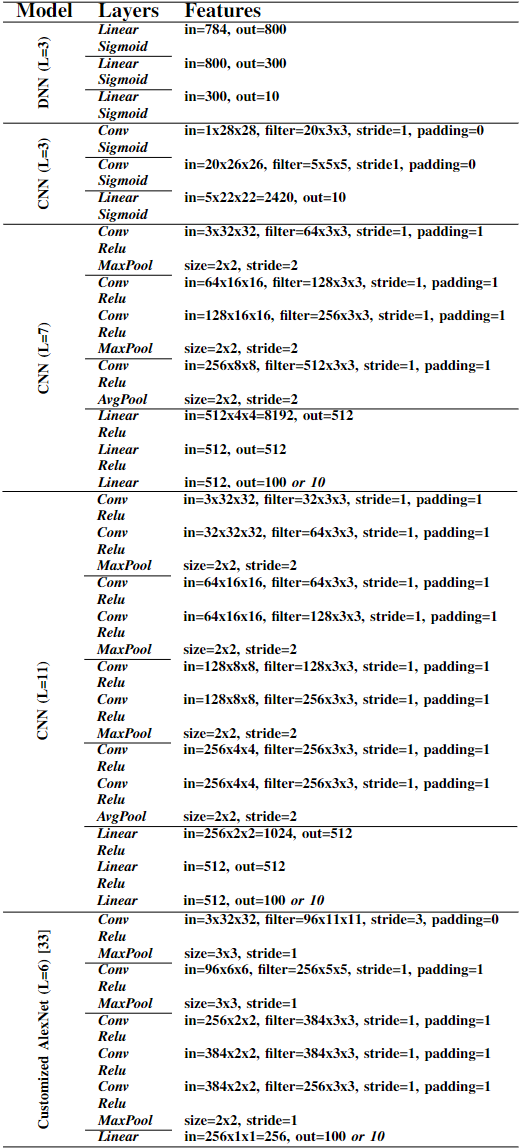 Model Layers Features
DNN (L=3)
Linear in=784, out=800
Sigmoid
Linear in=800, out=300
Sigmoid
Linear in=300, out=10
Sigmoid
CNN (L=3)
Conv in=1x28x28, filter=20x3x3, stride=1, padding=0
Sigmoid
Conv in=20x26x26, filter=5x5x5, stride1, padding=0
Sigmoid
Linear in=5x22x22=2420, out=10
Sigmoid
CNN (L=7)
Conv in=3x32x32, filter=64x3x3, stride=1, padding=1
Relu
MaxPool size=2x2, stride=2
Conv in=64x16x16, filter=128x3x3, stride=1, padding=1
Relu
Conv in=128x16x16, filter=256x3x3, stride=1, padding=1
Relu
MaxPool size=2x2, stride=2
Conv in=256x8x8, filter=512x3x3, stride=1, padding=1
Relu
AvgPool size=2x2, stride=2
Linear in=512x4x4=8192, out=512
Relu
Linear in=512, out=512
Relu
Linear in=512, out=100 or 10
CNN (L=11)
Conv in=3x32x32, filter=32x3x3, stride=1, padding=1
Relu
Conv in=32x32x32, filter=64x3x3, stride=1, padding=1
Relu
MaxPool size=2x2, stride=2
Conv in=64x16x16, filter=64x3x3, stride=1, padding=1
Relu
Conv in=64x16x16, filter=128x3x3, stride=1, padding=1
Relu
MaxPool size=2x2, stride=2
Conv in=128x8x8, filter=128x3x3, stride=1, padding=1
Relu
Conv in=128x8x8, filter=256x3x3, stride=1, padding=1
Relu
MaxPool size=2x2, stride=2
Conv in=256x4x4, filter=256x3x3, stride=1, padding=1
Relu
Conv in=256x4x4, filter=256x3x3, stride=1, padding=1
Relu
AvgPool size=2x2, stride=2
Linear in=256x2x2=1024, out=512
Relu
Linear in=512, out=512
Relu
Linear in=512, out=100 or 10
Customized AlexNet (L=6) [33]
Conv in=3x32x32, filter=96x11x11, stride=3, padding=0
Relu
MaxPool size=3x3, stride=1
Conv in=96x6x6, filter=256x5x5, stride=1, padding=1
Relu
MaxPool size=3x3, stride=1
Conv in=256x2x2, filter=384x3x3, stride=1, padding=1
Relu
Conv in=384x2x2, filter=384x3x3, stride=1, padding=1
Relu
Conv in=384x2x2, filter=256x3x3, stride=1, padding=1
Relu
MaxPool size=2x2, stride=1
Linear in=256x1x1=256, out=100 or 10